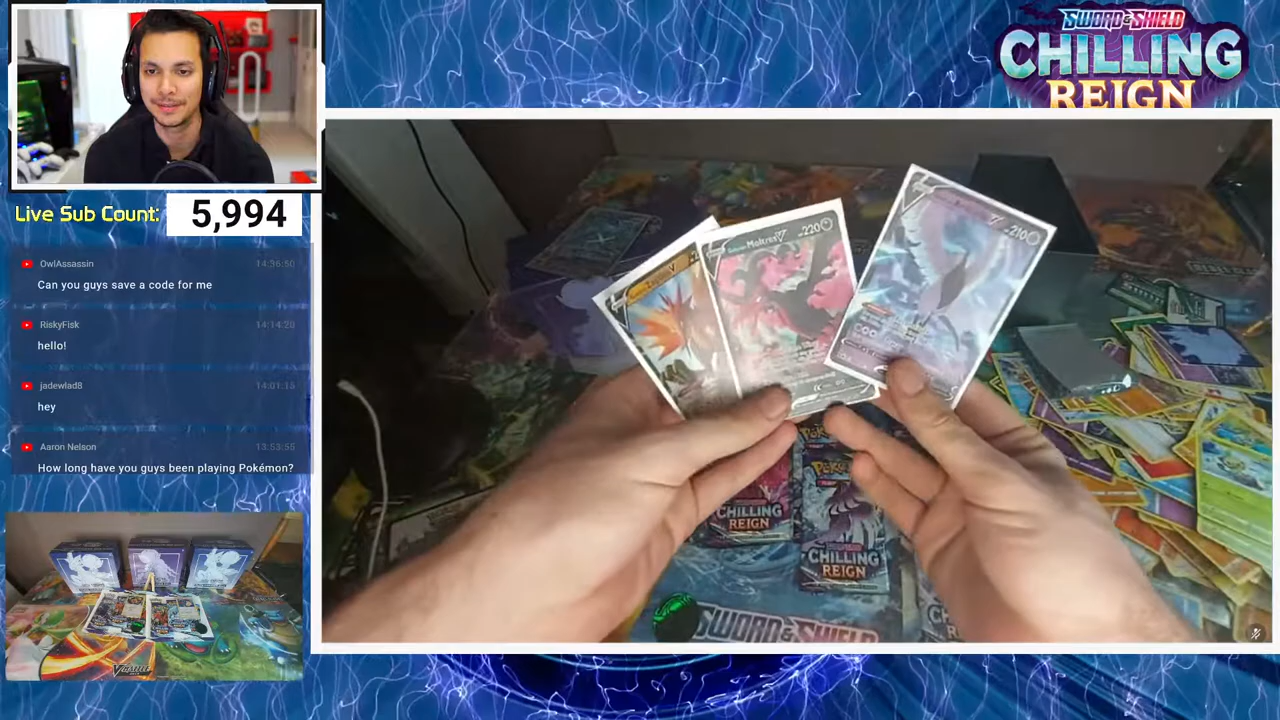 SWORD & SHIELD
CHILLING
REIGN
Live Sub Count: 5,994
OwlAssassin 14:36:50
Can you guys save a code for me
RiskyFisk 14:14:20
hello!
jadewlad8 14:01:15
hey
Aaron Nelson 13:53:55
How long have you guys been playing Pokémon?
Moltres V 220
210
CHILLING
REIGN
CHILLING
REIGN
SWORD & SHIELD